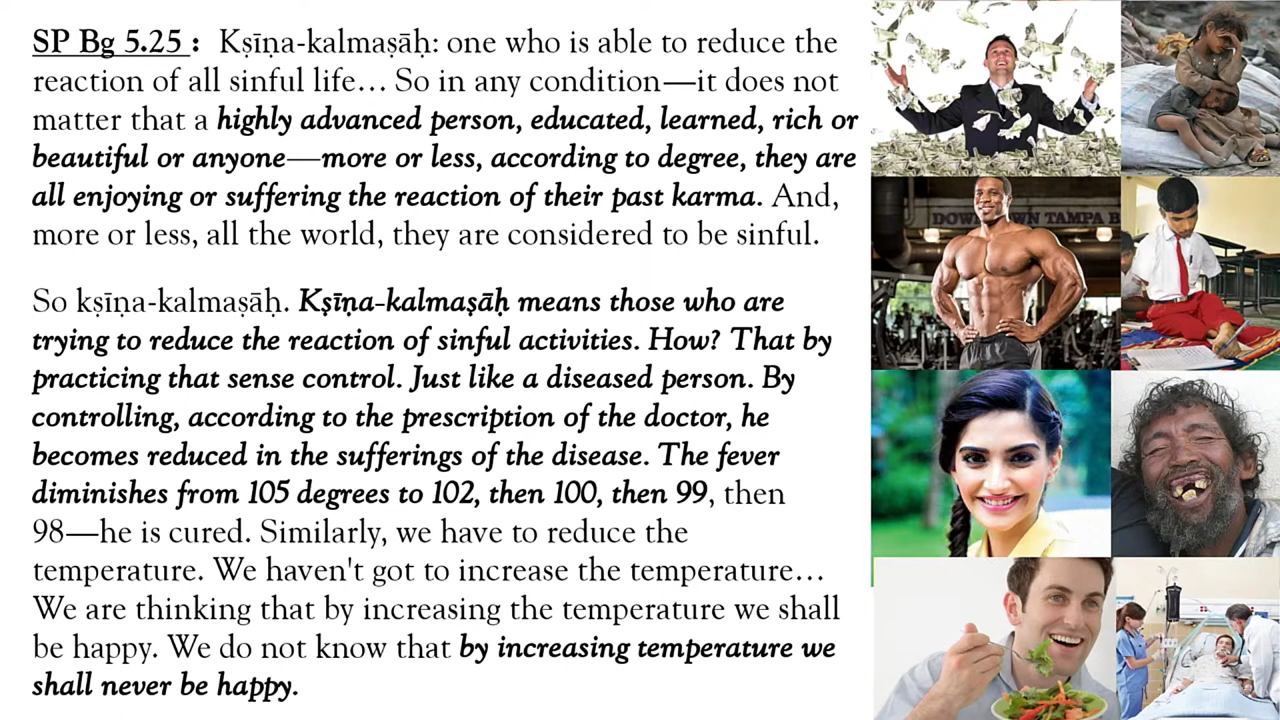 SP Bg 5.25 : Kṣīṇa-kalmaṣāḥ: one who is able to reduce the
reaction of all sinful life… So in any condition—it does not
matter that a highly advanced person, educated, learned, rich or
beautiful or anyone—more or less, according to degree, they are
all enjoying or suffering the reaction of their past karma. And,
more or less, all the world, they are considered to be sinful.
So kṣīṇa-kalmaṣāḥ. Kṣīṇa-kalmaṣāḥ means those who are
trying to reduce the reaction of sinful activities. How? That by
practicing that sense control. Just like a diseased person. By
controlling, according to the prescription of the doctor, he
becomes reduced in the sufferings of the disease. The fever
diminishes from 105 degrees to 102, then 100, then 99, then
98—he is cured. Similarly, we have to reduce the
temperature. We haven't got to increase the temperature…
We are thinking that by increasing the temperature we shall
be happy. We do not know that by increasing temperature we
shall never be happy.
TAMPA B